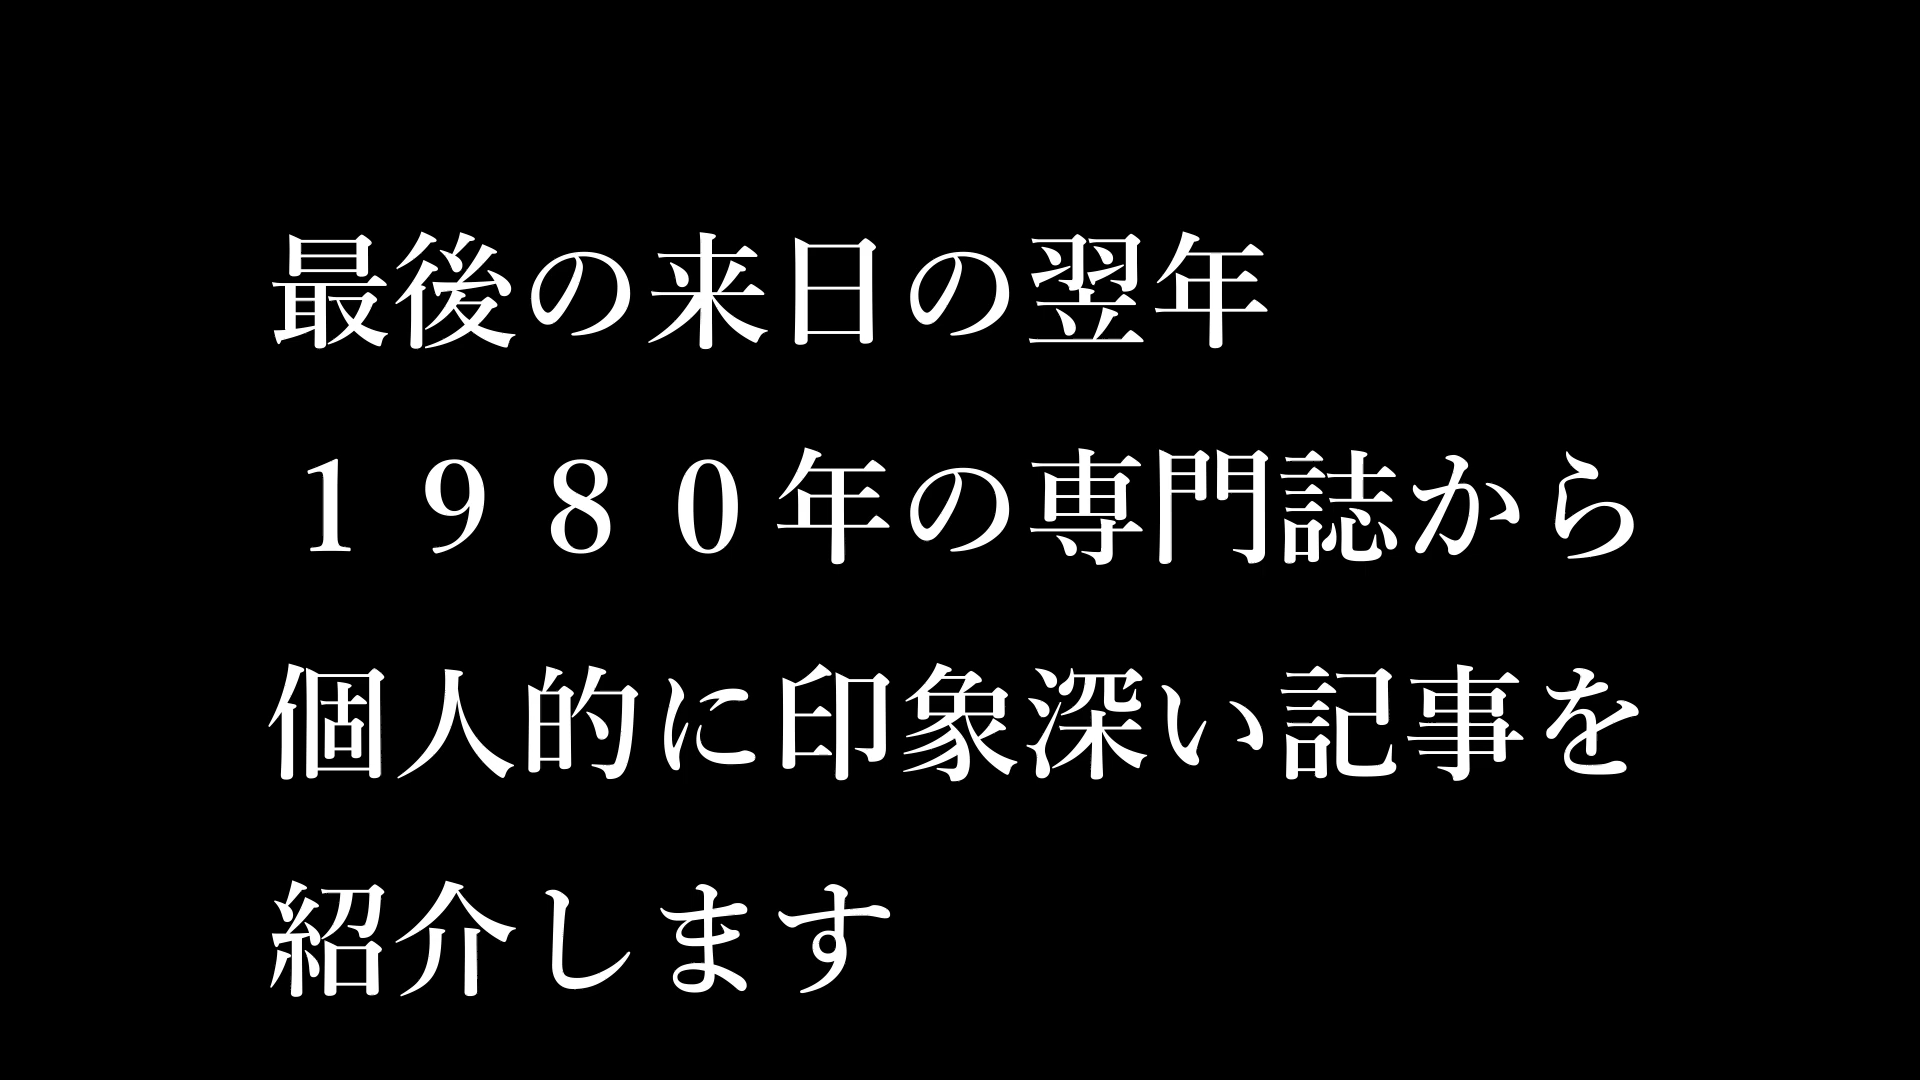 最後の来日の翌年
１９８０年の専門誌から
個人的に印象深い記事を
紹介します